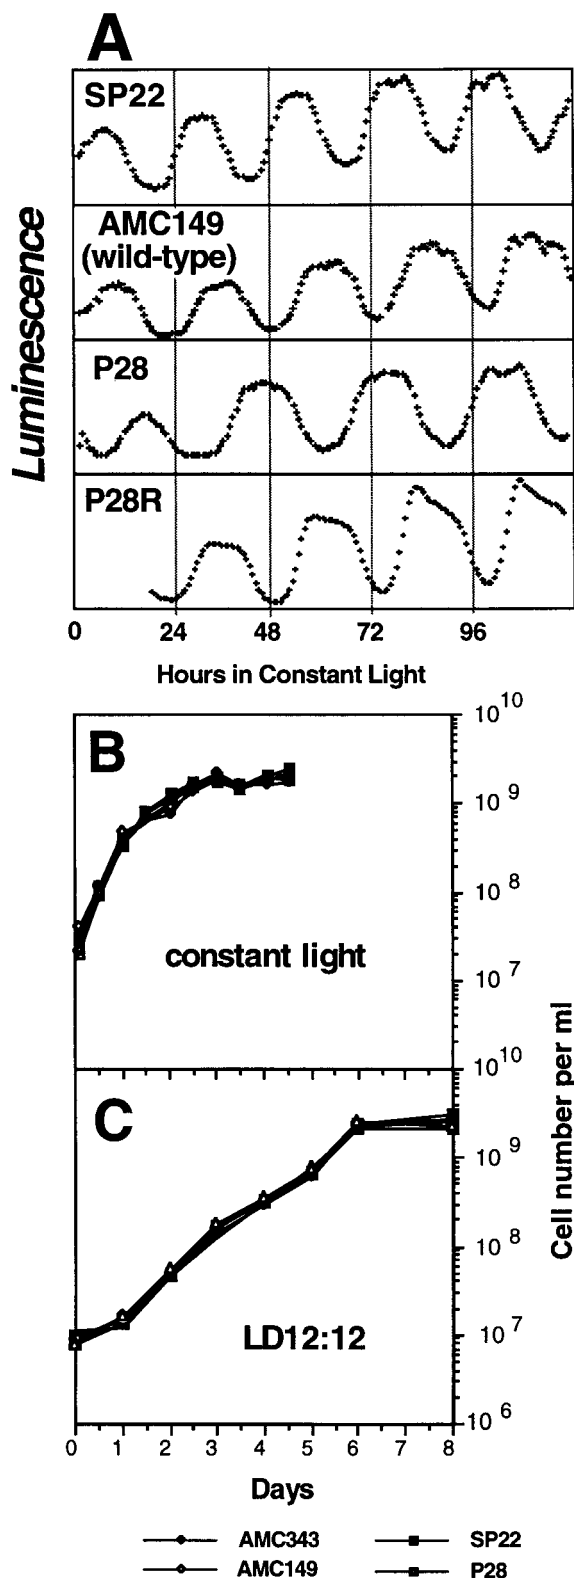 A
SP22
AMC149
(wild-type)
P28
P28R
Luminescence
0 24 48 72 96
Hours in Constant Light
B
constant light
10^10
10^9
10^8
10^7
10^10
C
LD12:12
10^9
10^8
10^7
10^6
Cell number per ml
0 1 2 3 4 5 6 7 8
Days
AMC343 SP22
AMC149 P28